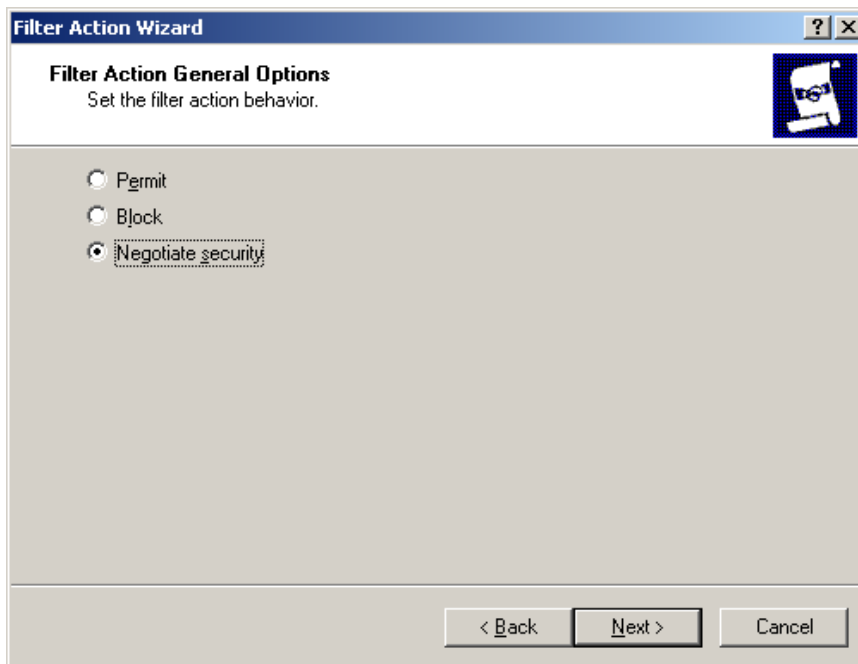 Filter Action Wizard
Filter Action General Options
Set the filter action behavior.
Permit
Block
Negotiate security
< Back Next > Cancel